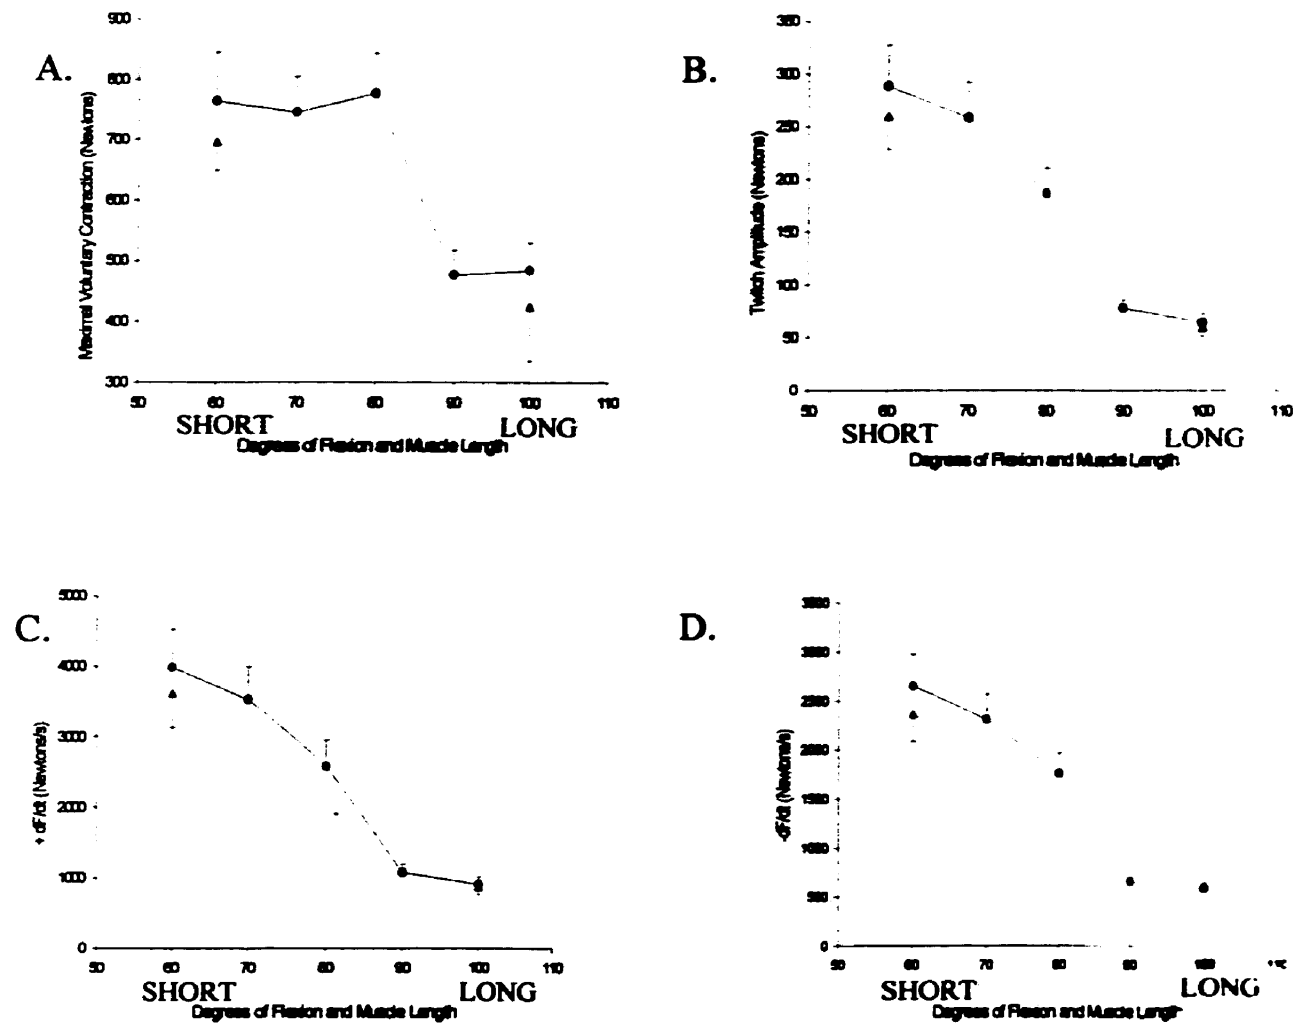 A.
Maximal Voluntary Contraction (Newtons)
900
800
700
600
500
400
300
50 60 70 80 90 100 110
SHORT LONG
Degrees of Flexion and Muscle Length
B.
Twitch Amplitude (Newtons)
350
300
250
200
150
100
50
0
50 60 70 80 90 100 110
SHORT LONG
Degrees of Flexion and Muscle Length
C.
+ dF/dt (Newtons/s)
5000
4000
3000
2000
1000
0
50 60 70 80 90 100 110
SHORT LONG
Degrees of Flexion and Muscle Length
D.
-dF/dt (Newtons/s)
3500
3000
2500
2000
1500
1000
500
0
50 60 70 80 90 100
SHORT LONG
Degrees of Flexion and Muscle Length